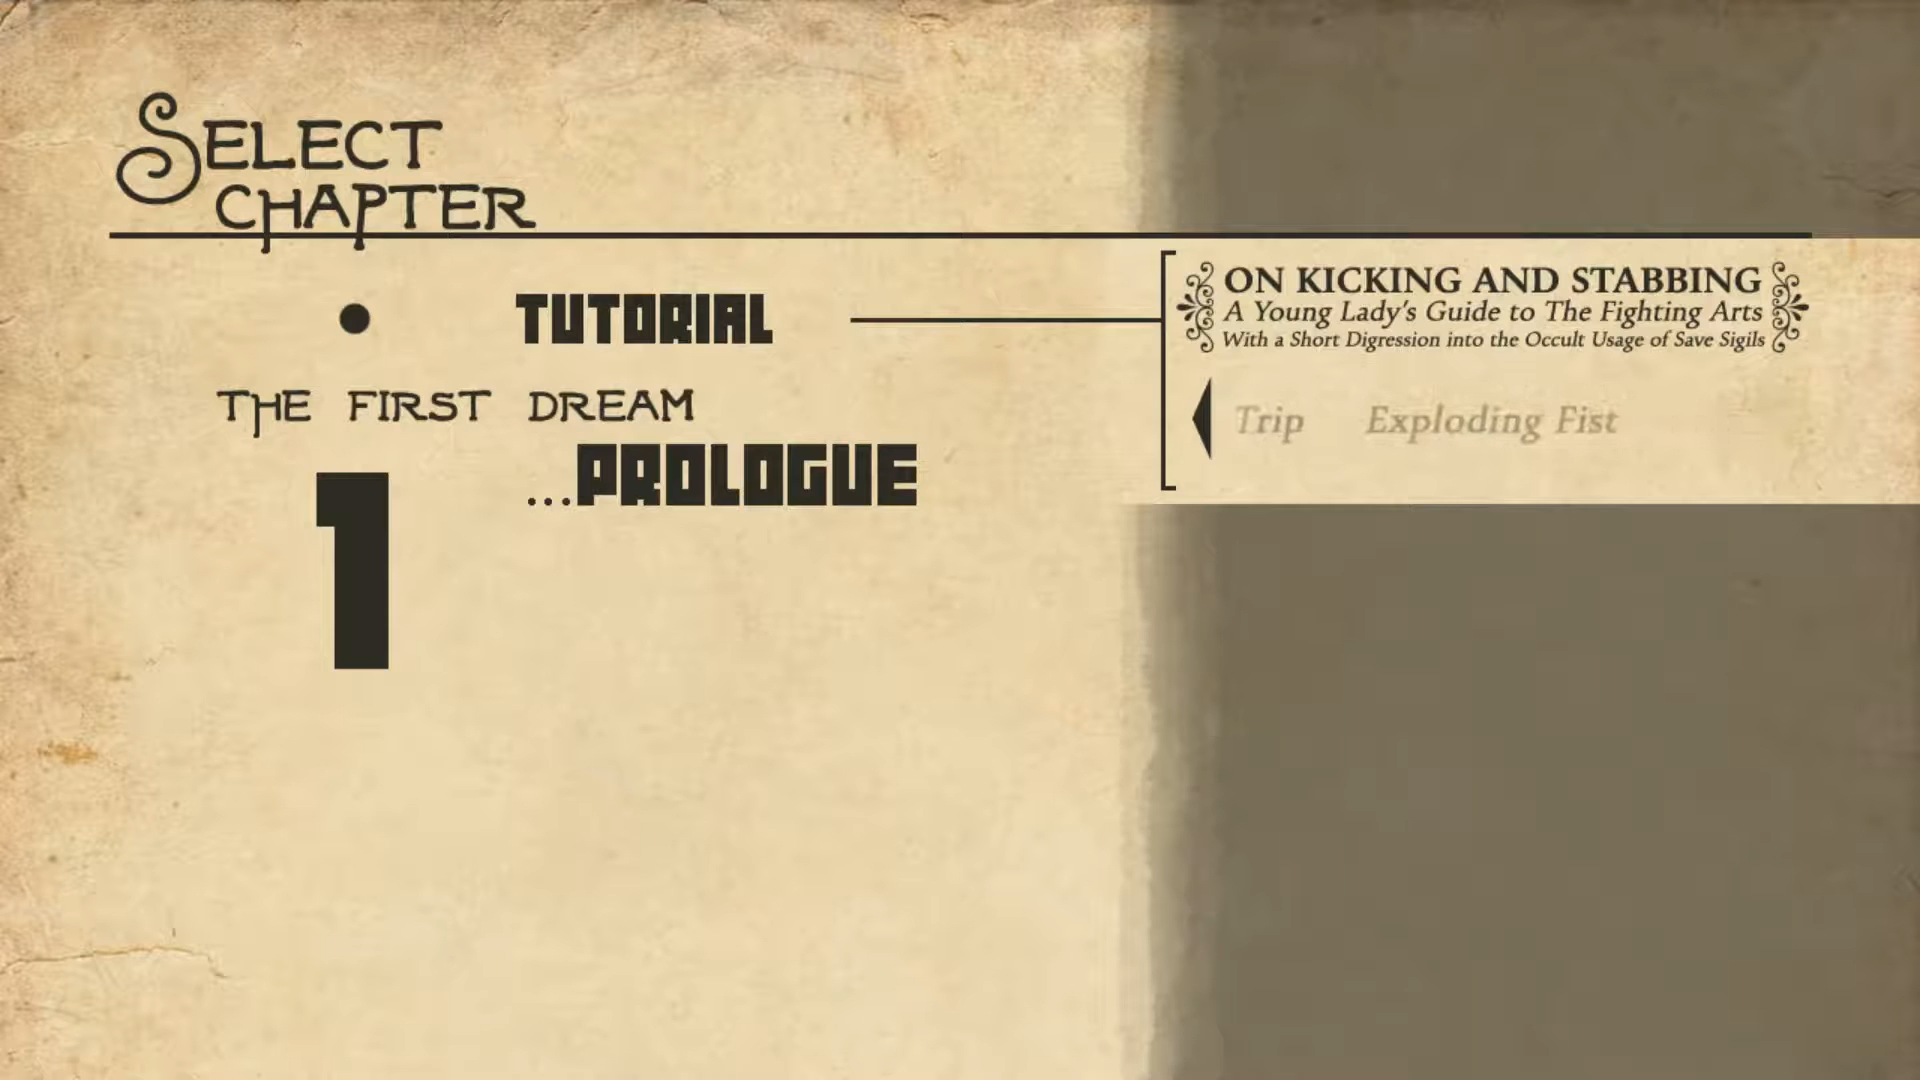 SELECT
CHAPTER
TUTORIAL
THE FIRST DREAM
...PROLOGUE
1
ON KICKING AND STABBING
A Young Lady's Guide to The Fighting Arts
With a Short Digression into the Occult Usage of Save Sigils
Trip Exploding Fist